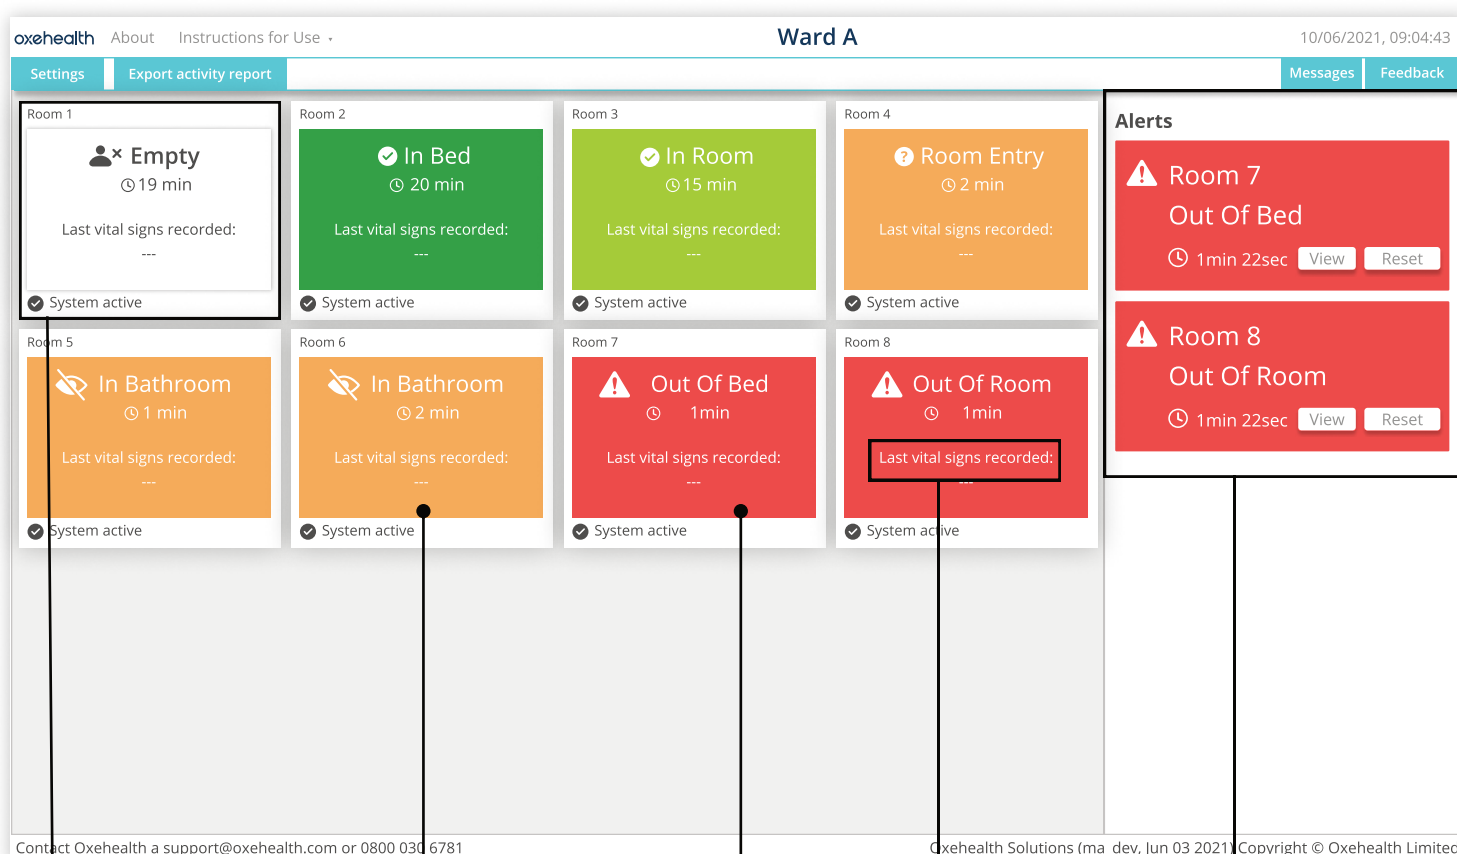 oxehealth About Instructions for Use Ward A 10/06/2021, 09:04:43
Settings Export activity report Messages Feedback
Room 1
Empty
19 min
Last vital signs recorded:
---
System active
Room 2
In Bed
20 min
Last vital signs recorded:
---
System active
Room 3
In Room
15 min
Last vital signs recorded:
---
System active
Room 4
? Room Entry
2 min
Last vital signs recorded:
---
System active
Room 5
In Bathroom
1 min
Last vital signs recorded:
---
System active
Room 6
In Bathroom
2 min
Last vital signs recorded:
---
System active
Room 7
Out Of Bed
1min
Last vital signs recorded:
---
System active
Room 8
Out Of Room
1min
Last vital signs recorded:
---
System active
Alerts
Room 7
Out Of Bed
1min 22sec View Reset
Room 8
Out Of Room
1min 22sec View Reset
Contact Oxehealth a support@oxehealth.com or 0800 030 6781 Oxehealth Solutions (ma dev, Jun 03 2021) Copyright © Oxehealth Limited